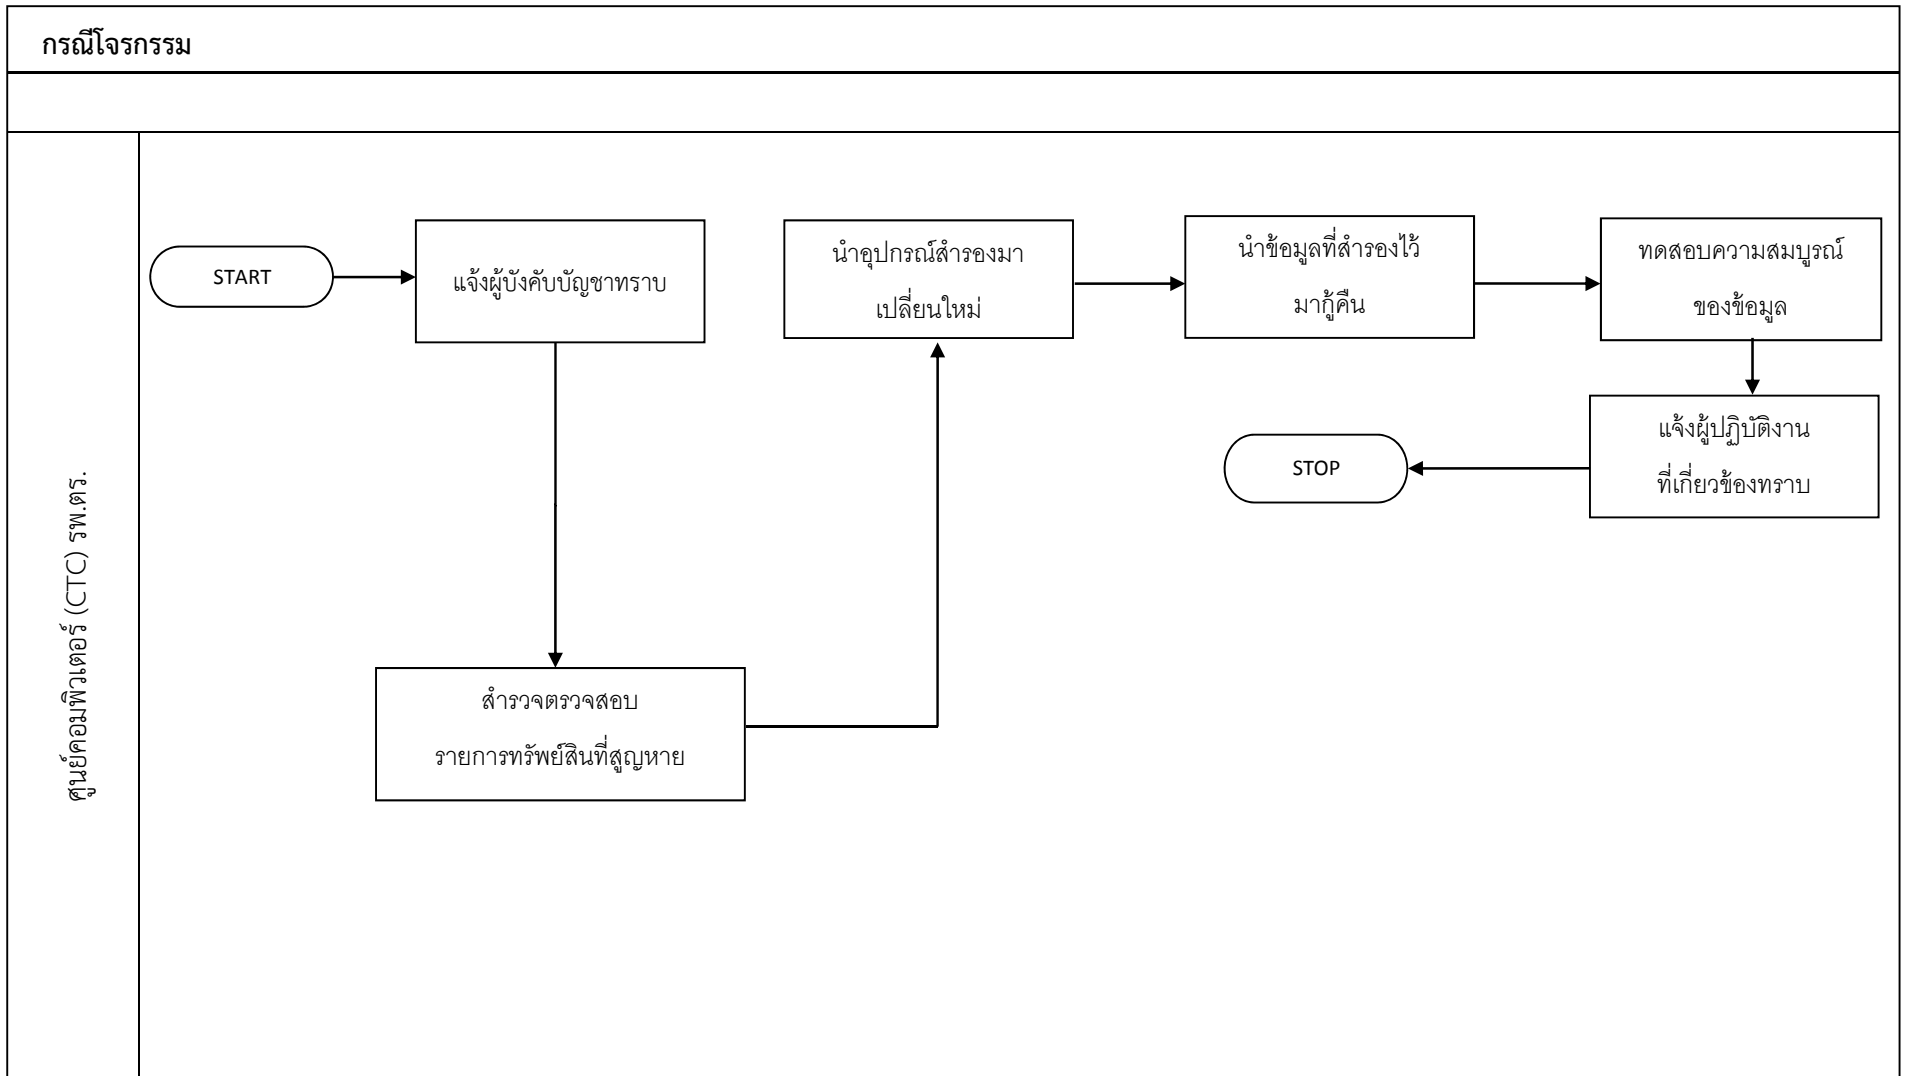 กรณีโจรกรรม
ศูนย์คอมพิวเตอร์ (CTC) รพ.ตร.
START
แจ้งผู้บังคับบัญชาทราบ
สำรวจตรวจสอบ
รายการทรัพย์สินที่สูญหาย
นำอุปกรณ์สำรองมา
เปลี่ยนใหม่
นำข้อมูลที่สำรองไว้
มากู้คืน
ทดสอบความสมบูรณ์
ของข้อมูล
แจ้งผู้ปฏิบัติงาน
ที่เกี่ยวข้องทราบ
STOP